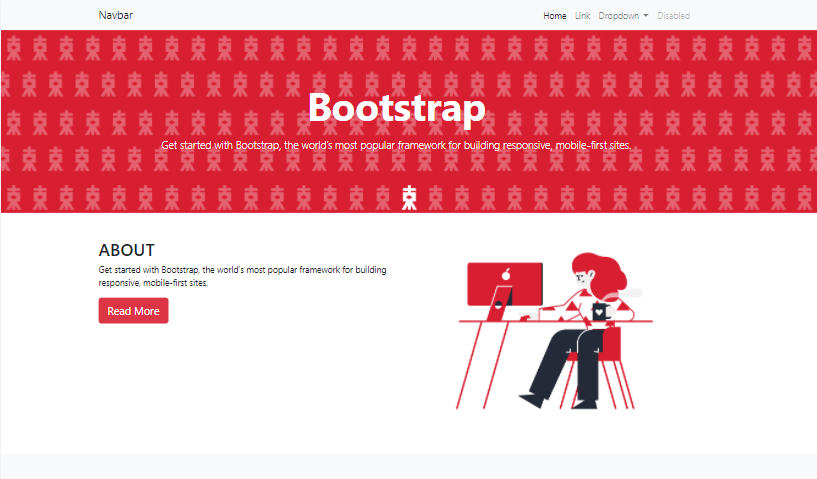 Navbar
Home Link Dropdown Disabled
Bootstrap
Get started with Bootstrap, the world's most popular framework for building responsive, mobile-first sites.
ABOUT
Get started with Bootstrap, the world's most popular framework for building
responsive, mobile-first sites.
Read More